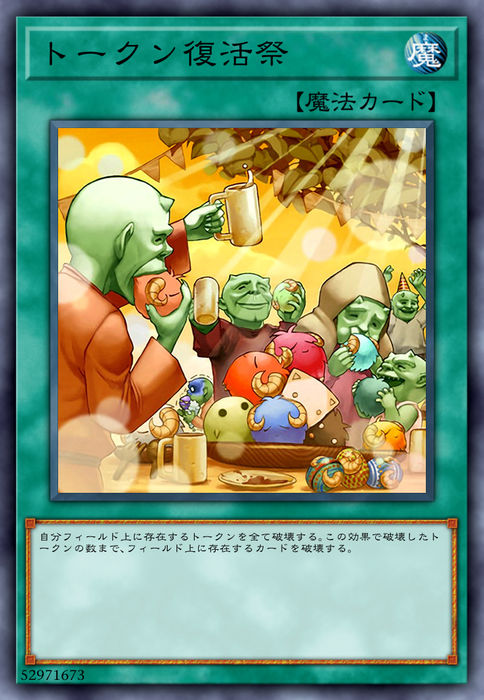 トークン復活祭
魔
【魔法カード】
自分フィールド上に存在するトークンを全て破壊する。この効果で破壊したト
ークンの数まで、フィールド上に存在するカードを破壊する。
52971673